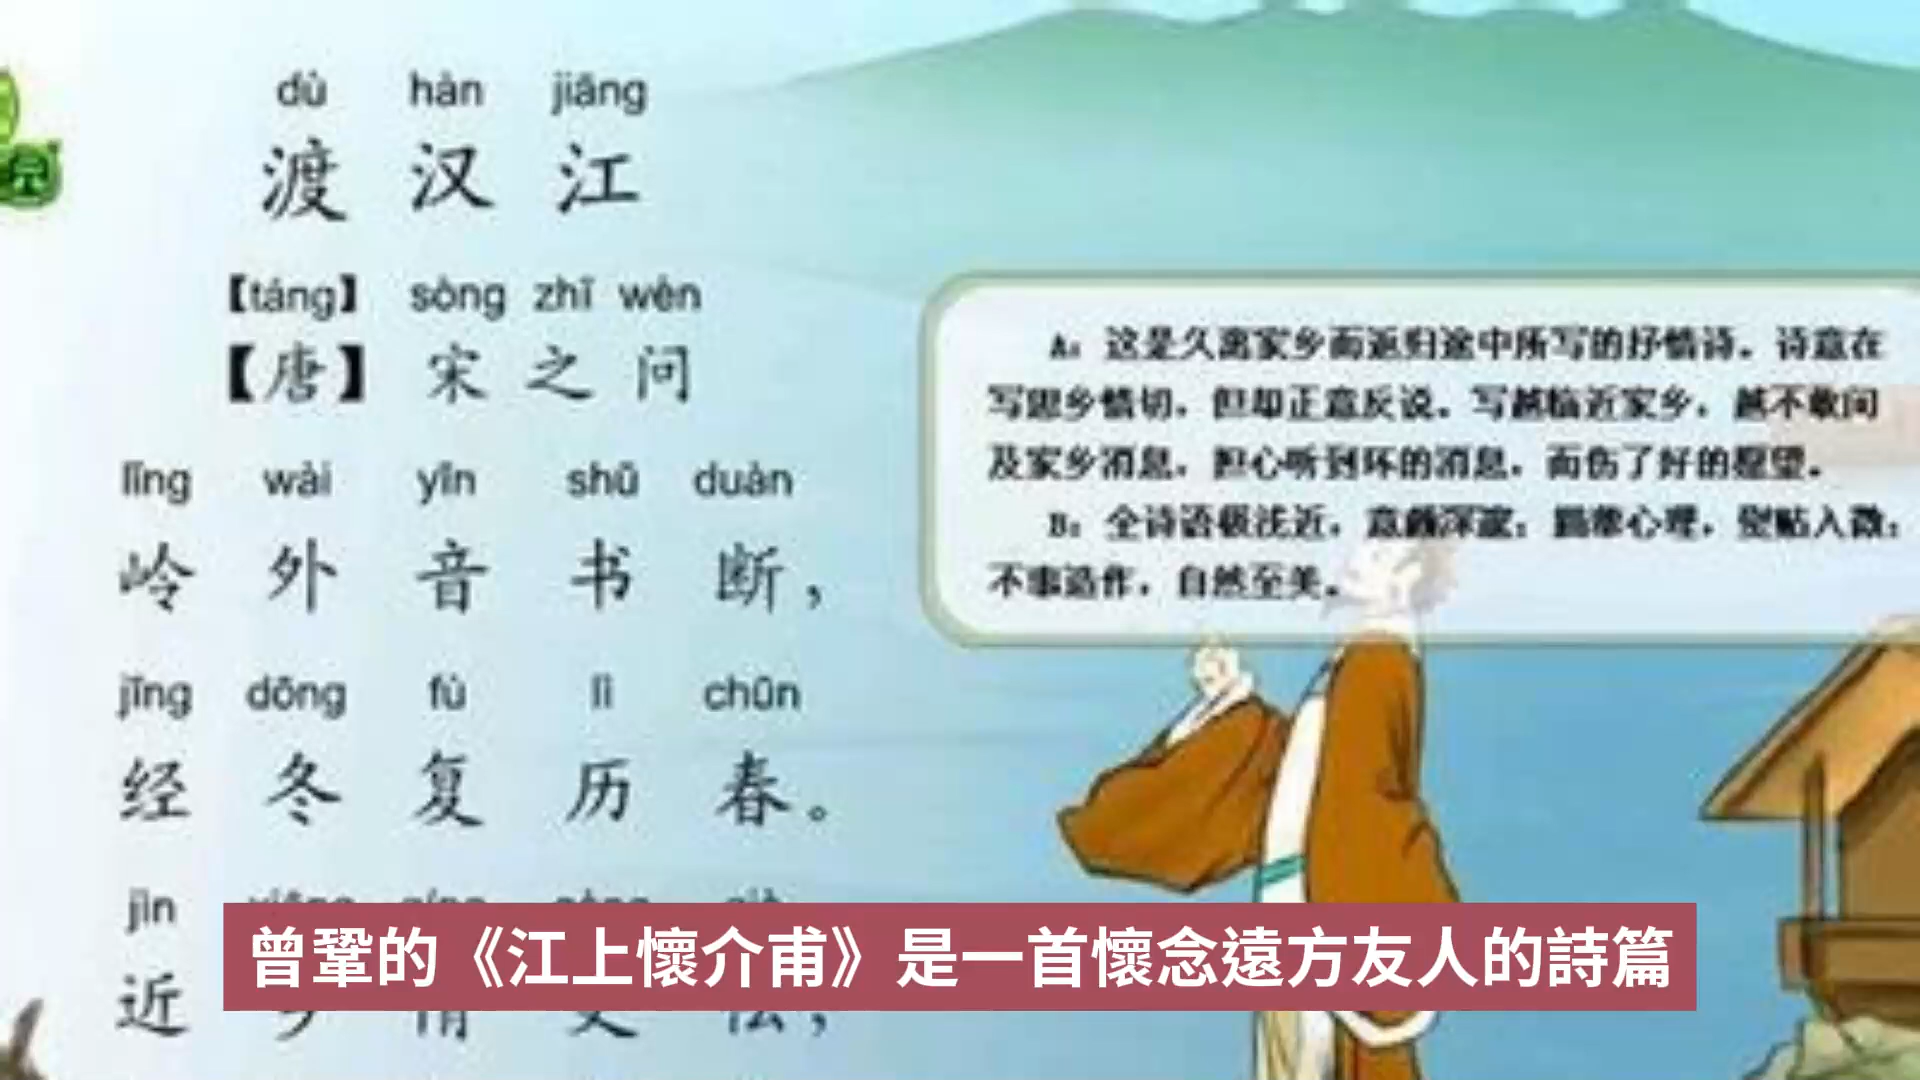 dù hàn jiāng
渡汉江
【táng】 sòng zhī wèn
【唐】宋之问
lǐng wài yīn shū duàn
岭外音书断，
jīng dōng fù lì chūn
经冬复历春。
jìn
近乡情更怯，
A：这是久离家乡而返归途中所写的抒情诗。诗意在
写思乡情切，但却正意反说。写越临近家乡，越不敢问
及家乡消息，担心听到坏的消息，而伤了好的愿望。
B：全诗语极浅近，意颇深邃；描摹心理，熨贴入微；
不事造作，自然至美。
曾鞏的《江上懷介甫》是一首懷念遠方友人的詩篇